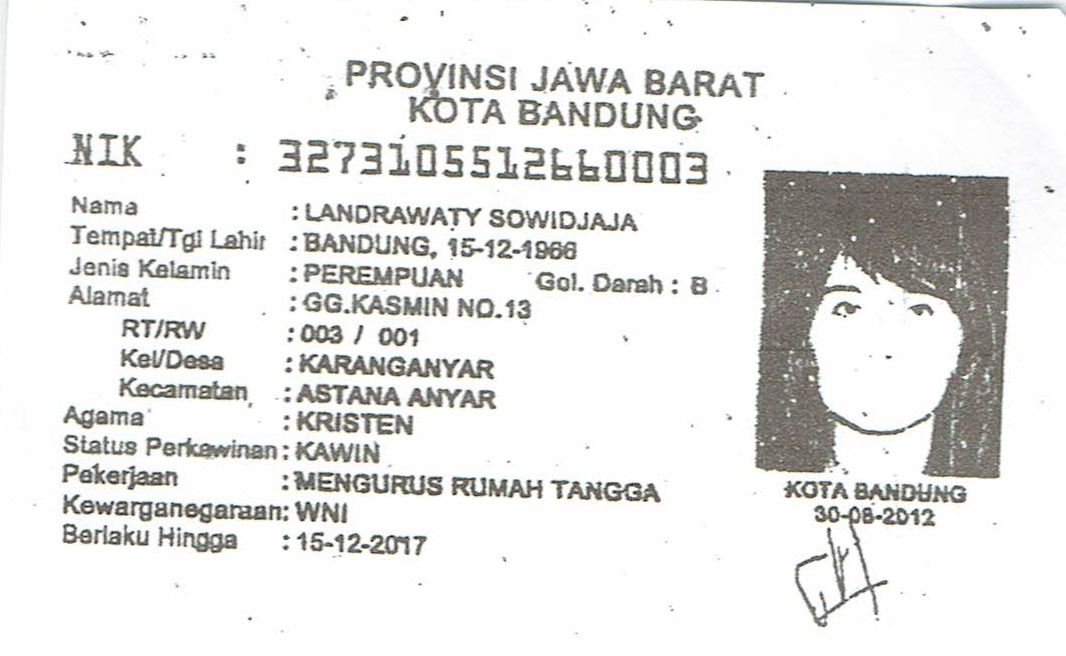 PROVINSI JAWA BARAT
KOTA BANDUNG
NIK : 3273105512660003
Nama : LANDRAWATY SOWIDJAJA
Tempat/Tgl Lahir : BANDUNG, 15-12-1966
Jenis Kelamin : PEREMPUAN Gol. Darah : B
Alamat : GG.KASMIN NO.13
RT/RW : 003 / 001
Kel/Desa : KARANGANYAR
Kecamatan : ASTANA ANYAR
Agama : KRISTEN
Status Perkawinan: KAWIN
Pekerjaan : MENGURUS RUMAH TANGGA
Kewarganegaraan: WNI
Berlaku Hingga : 15-12-2017
KOTA BANDUNG
30-08-2012